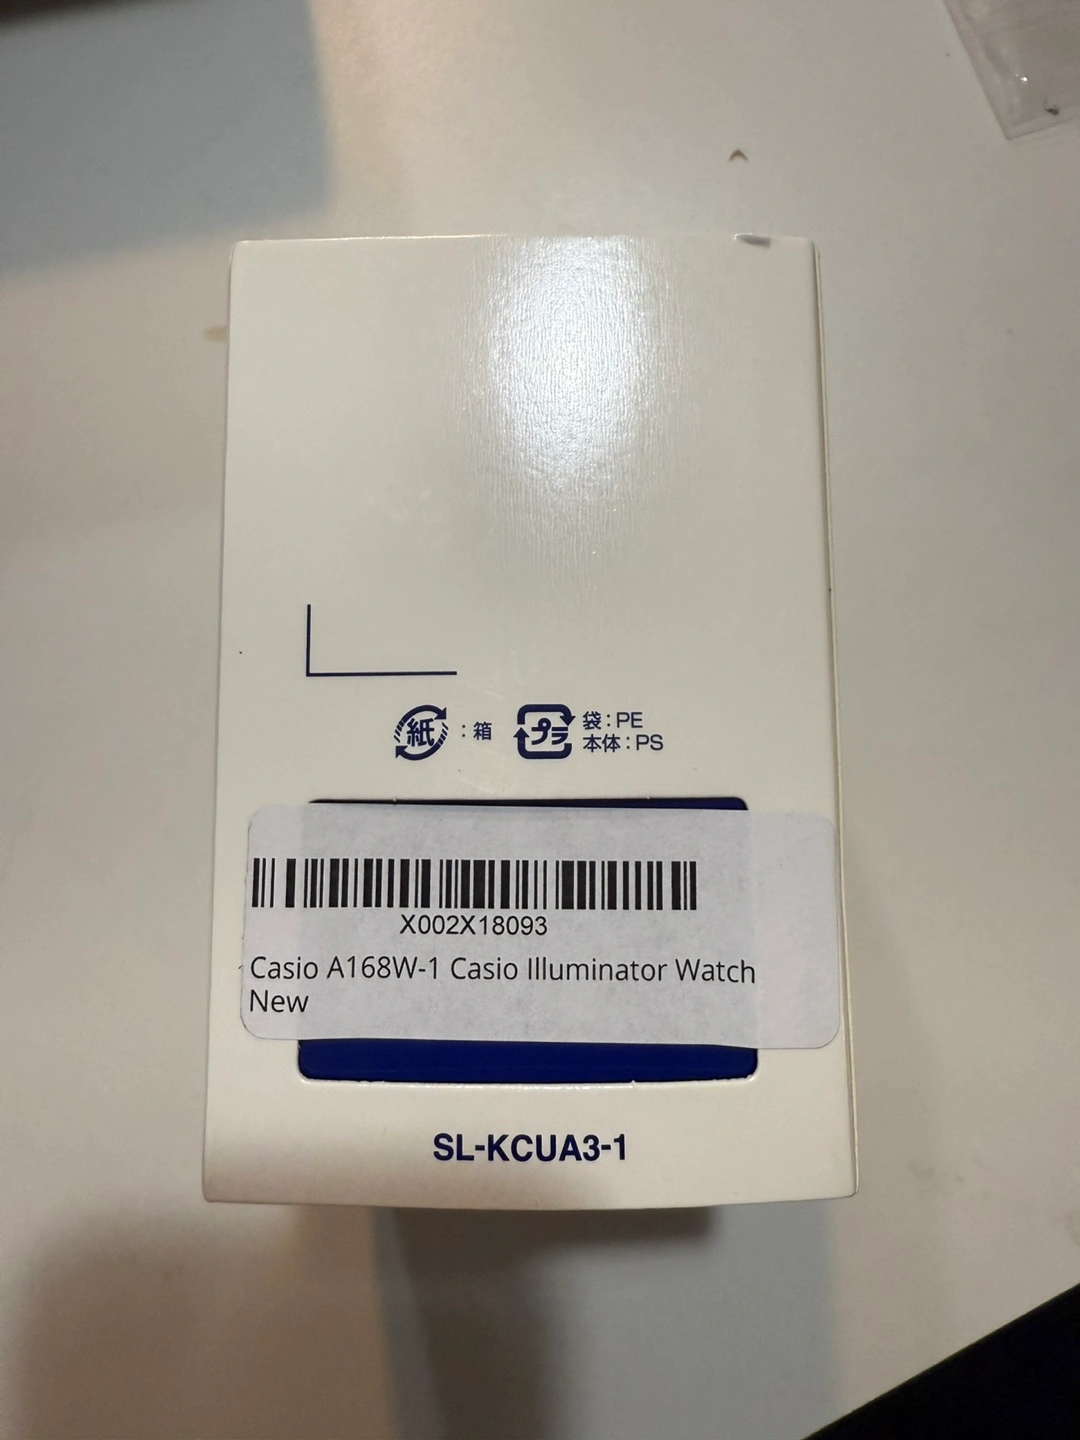 紙 : 箱 プラ 袋 : PE
本体 : PS
X002X18093
Casio A168W-1 Casio Illuminator Watch
New
SL-KCUA3-1